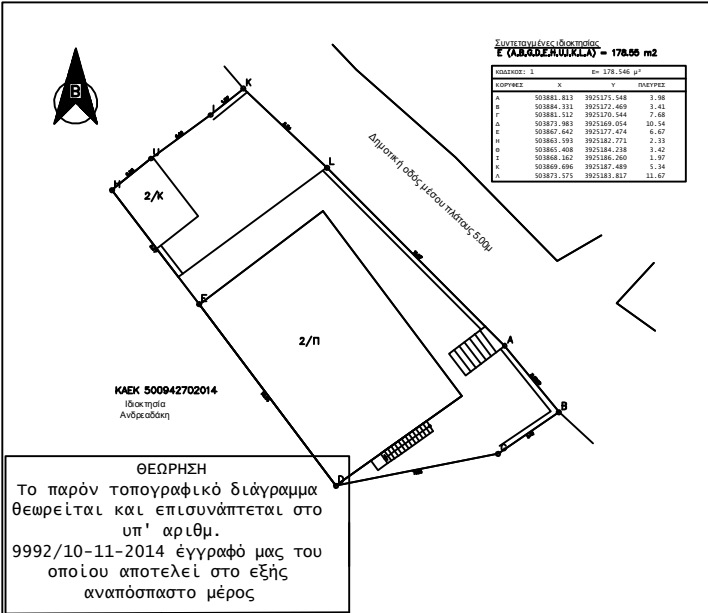 Συντεταγμένες ιδιοκτησίας
E (A,B,G,D,E,H,U,I,K,L,A) = 178.55 m2
ΚΩΔΙΚΟΣ: 1 E= 178.546 μ²
ΚΟΡΥΦΕΣ X Y ΠΛΕΥΡΕΣ
Α 503881.813 3925175.548 3.98
Β 503884.331 3925172.469 3.41
Γ 503881.512 3925170.544 7.68
Δ 503873.983 3925169.054 10.54
Ε 503867.642 3925177.474 6.67
Η 503863.593 3925182.771 2.33
Θ 503865.408 3925184.238 3.42
Ι 503868.162 3925186.260 1.97
Κ 503869.696 3925187.489 5.34
Λ 503873.575 3925183.817 11.67
B
K
I
U
H
L
2/K
Δημοτική οδός μέσου πλάτους 5.00μ
E
2/Π
A
B
G
D
ΚΑΕΚ 500942702014
Ιδιοκτησία
Ανδρεαδάκη
ΘΕΩΡΗΣΗ
Το παρόν τοπογραφικό διάγραμμα
θεωρείται και επισυνάπτεται στο
υπ' αριθμ.
9992/10-11-2014 έγγραφό μας του
οποίου αποτελεί στο εξής
αναπόσπαστο μέρος